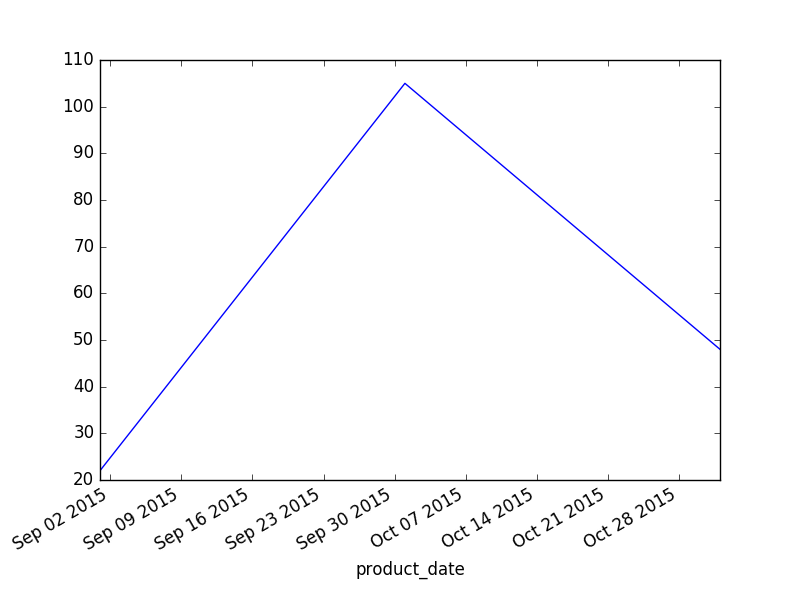 110
100
90
80
70
60
50
40
30
20
Sep 02 2015
Sep 09 2015
Sep 16 2015
Sep 23 2015
Sep 30 2015
Oct 07 2015
Oct 14 2015
Oct 21 2015
Oct 28 2015
product_date